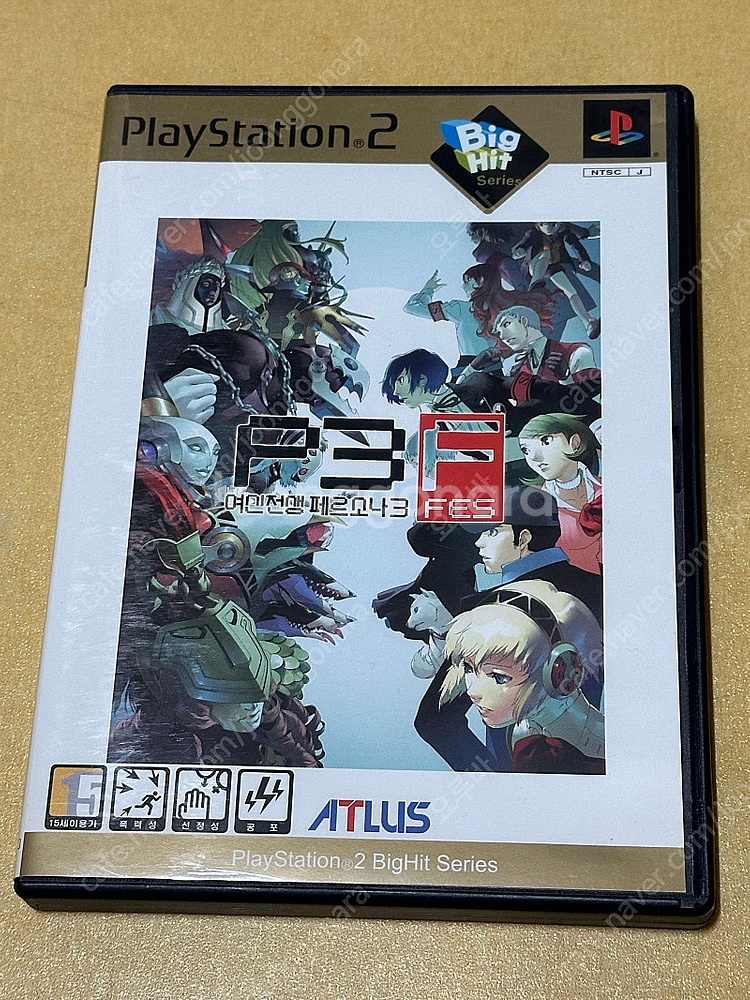 PlayStation®2
Big
Hit
Series
NTSC J
P3F
여신전생 페르소나3
FES
15
15세이용가
폭력성
선정성
공포
ATLUS
PlayStation®2 BigHit Series